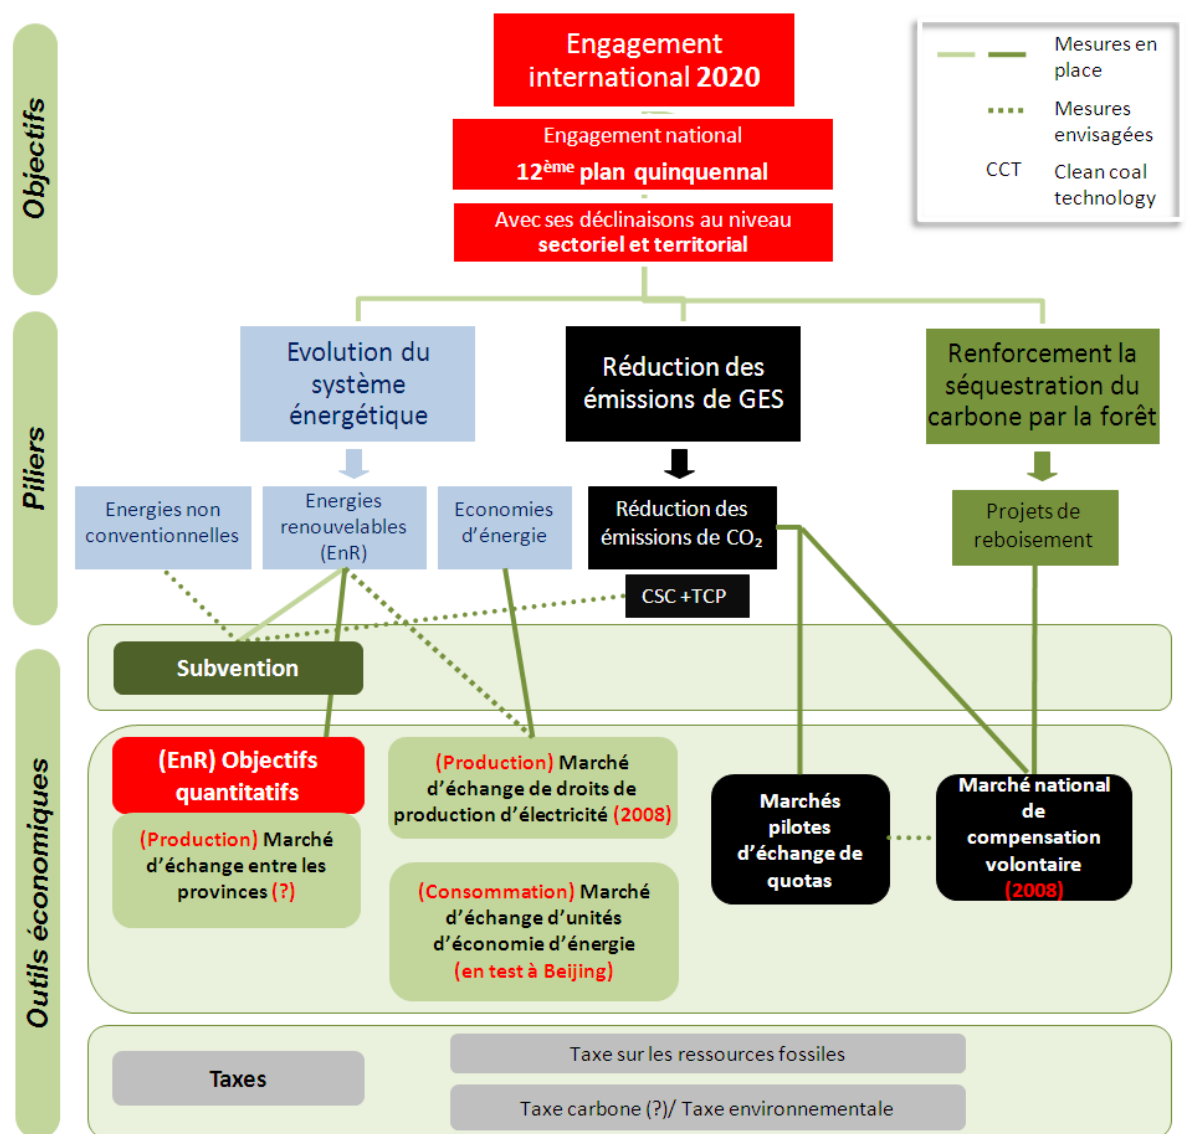 Objectifs
Engagement
international 2020
Engagement national
12ème plan quinquennal
Avec ses déclinaisons au niveau
sectoriel et territorial
Mesures en
place
Mesures
envisagées
CCT
Clean coal
technology
Piliers
Evolution du
système
énergétique
Réduction des
émissions de GES
Renforcement la
séquestration du
carbone par la forêt
Energies non
conventionnelles
Energies
renouvelables
(EnR)
Economies
d'énergie
Réduction des
émissions de CO₂
CSC +TCP
Projets de
reboisement
Outils économiques
Subvention
(EnR) Objectifs
quantitatifs
(Production) Marché
d'échange entre les
provinces (?)
(Production) Marché
d'échange de droits de
production d'électricité (2008)
(Consommation) Marché
d'échange d'unités
d'économie d'énergie
(en test à Beijing)
Marchés
pilotes
d'échange de
quotas
Marché national
de
compensation
volontaire
(2008)
Taxes
Taxe sur les ressources fossiles
Taxe carbone (?)/ Taxe environnementale